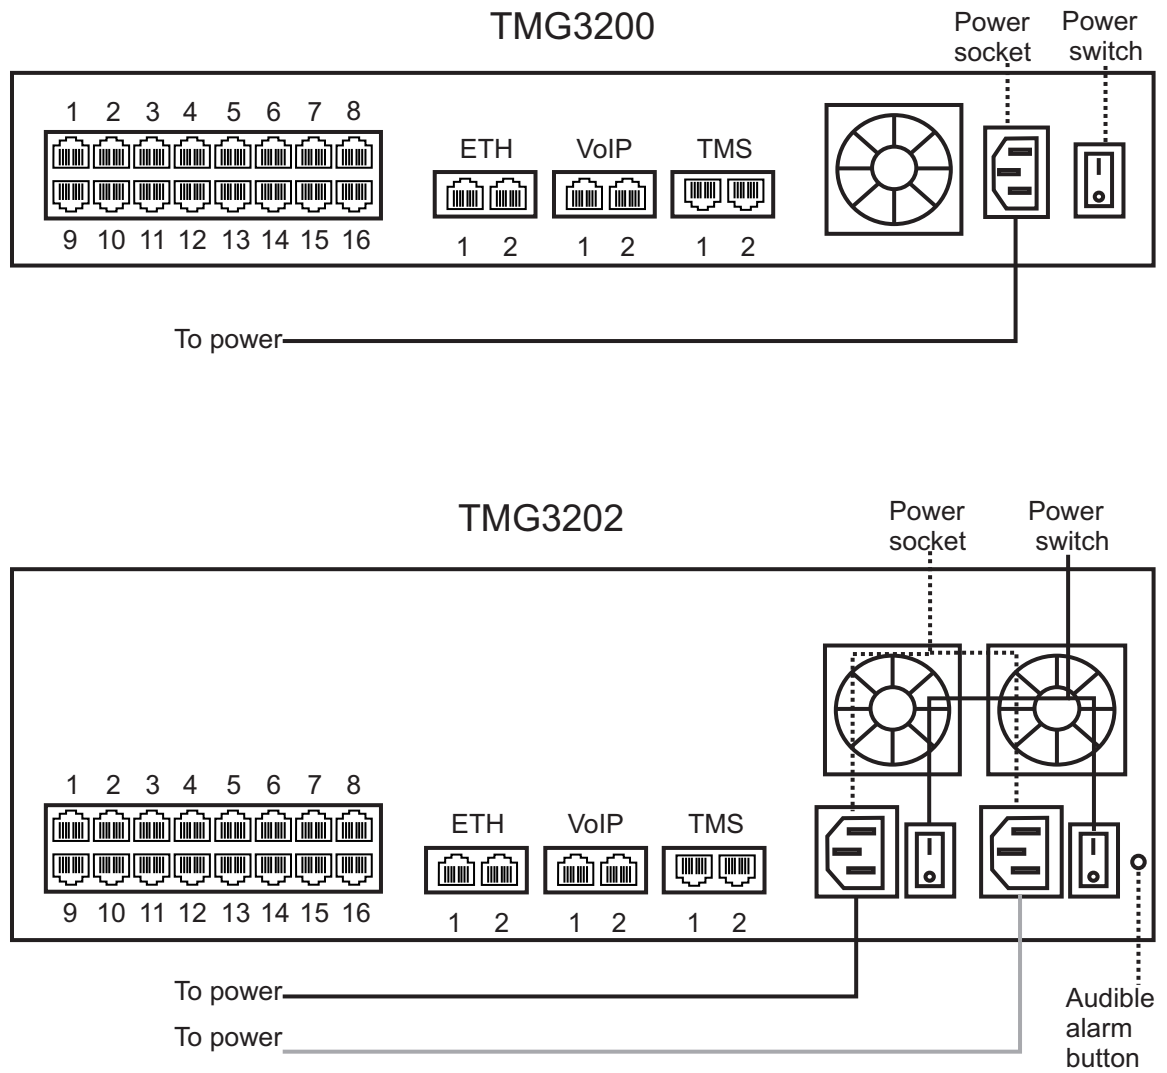 TMG3200
Power socket
Power switch
1 2 3 4 5 6 7 8
ETH VoIP TMS
9 10 11 12 13 14 15 16
1 2 1 2 1 2
To power
TMG3202
Power socket
Power switch
1 2 3 4 5 6 7 8
ETH VoIP TMS
9 10 11 12 13 14 15 16
1 2 1 2 1 2
To power
To power
Audible
alarm
button